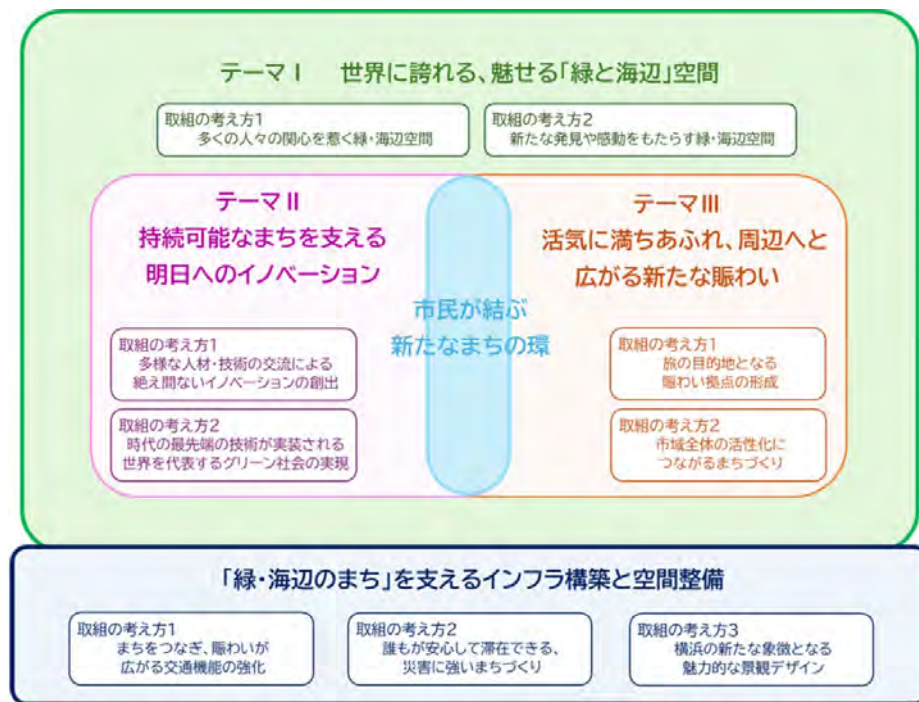 テーマⅠ 世界に誇れる、魅せる「緑と海辺」空間
取組の考え方1
多くの人々の関心を惹く緑・海辺空間
取組の考え方2
新たな発見や感動をもたらす緑・海辺空間
テーマⅡ
持続可能なまちを支える
明日へのイノベーション
取組の考え方1
多様な人材・技術の交流による
絶え間ないイノベーションの創出
取組の考え方2
時代の最先端の技術が実装される
世界を代表するグリーン社会の実現
市民が結ぶ
新たなまちの環
テーマⅢ
活気に満ちあふれ、周辺へと
広がる新たな賑わい
取組の考え方1
旅の目的地となる
賑わい拠点の形成
取組の考え方2
市域全体の活性化に
つながるまちづくり
「緑・海辺のまち」を支えるインフラ構築と空間整備
取組の考え方1
まちをつなぎ、賑わいが
広がる交通機能の強化
取組の考え方2
誰もが安心して滞在できる、
災害に強いまちづくり
取組の考え方3
横浜の新たな象徴となる
魅力的な景観デザイン